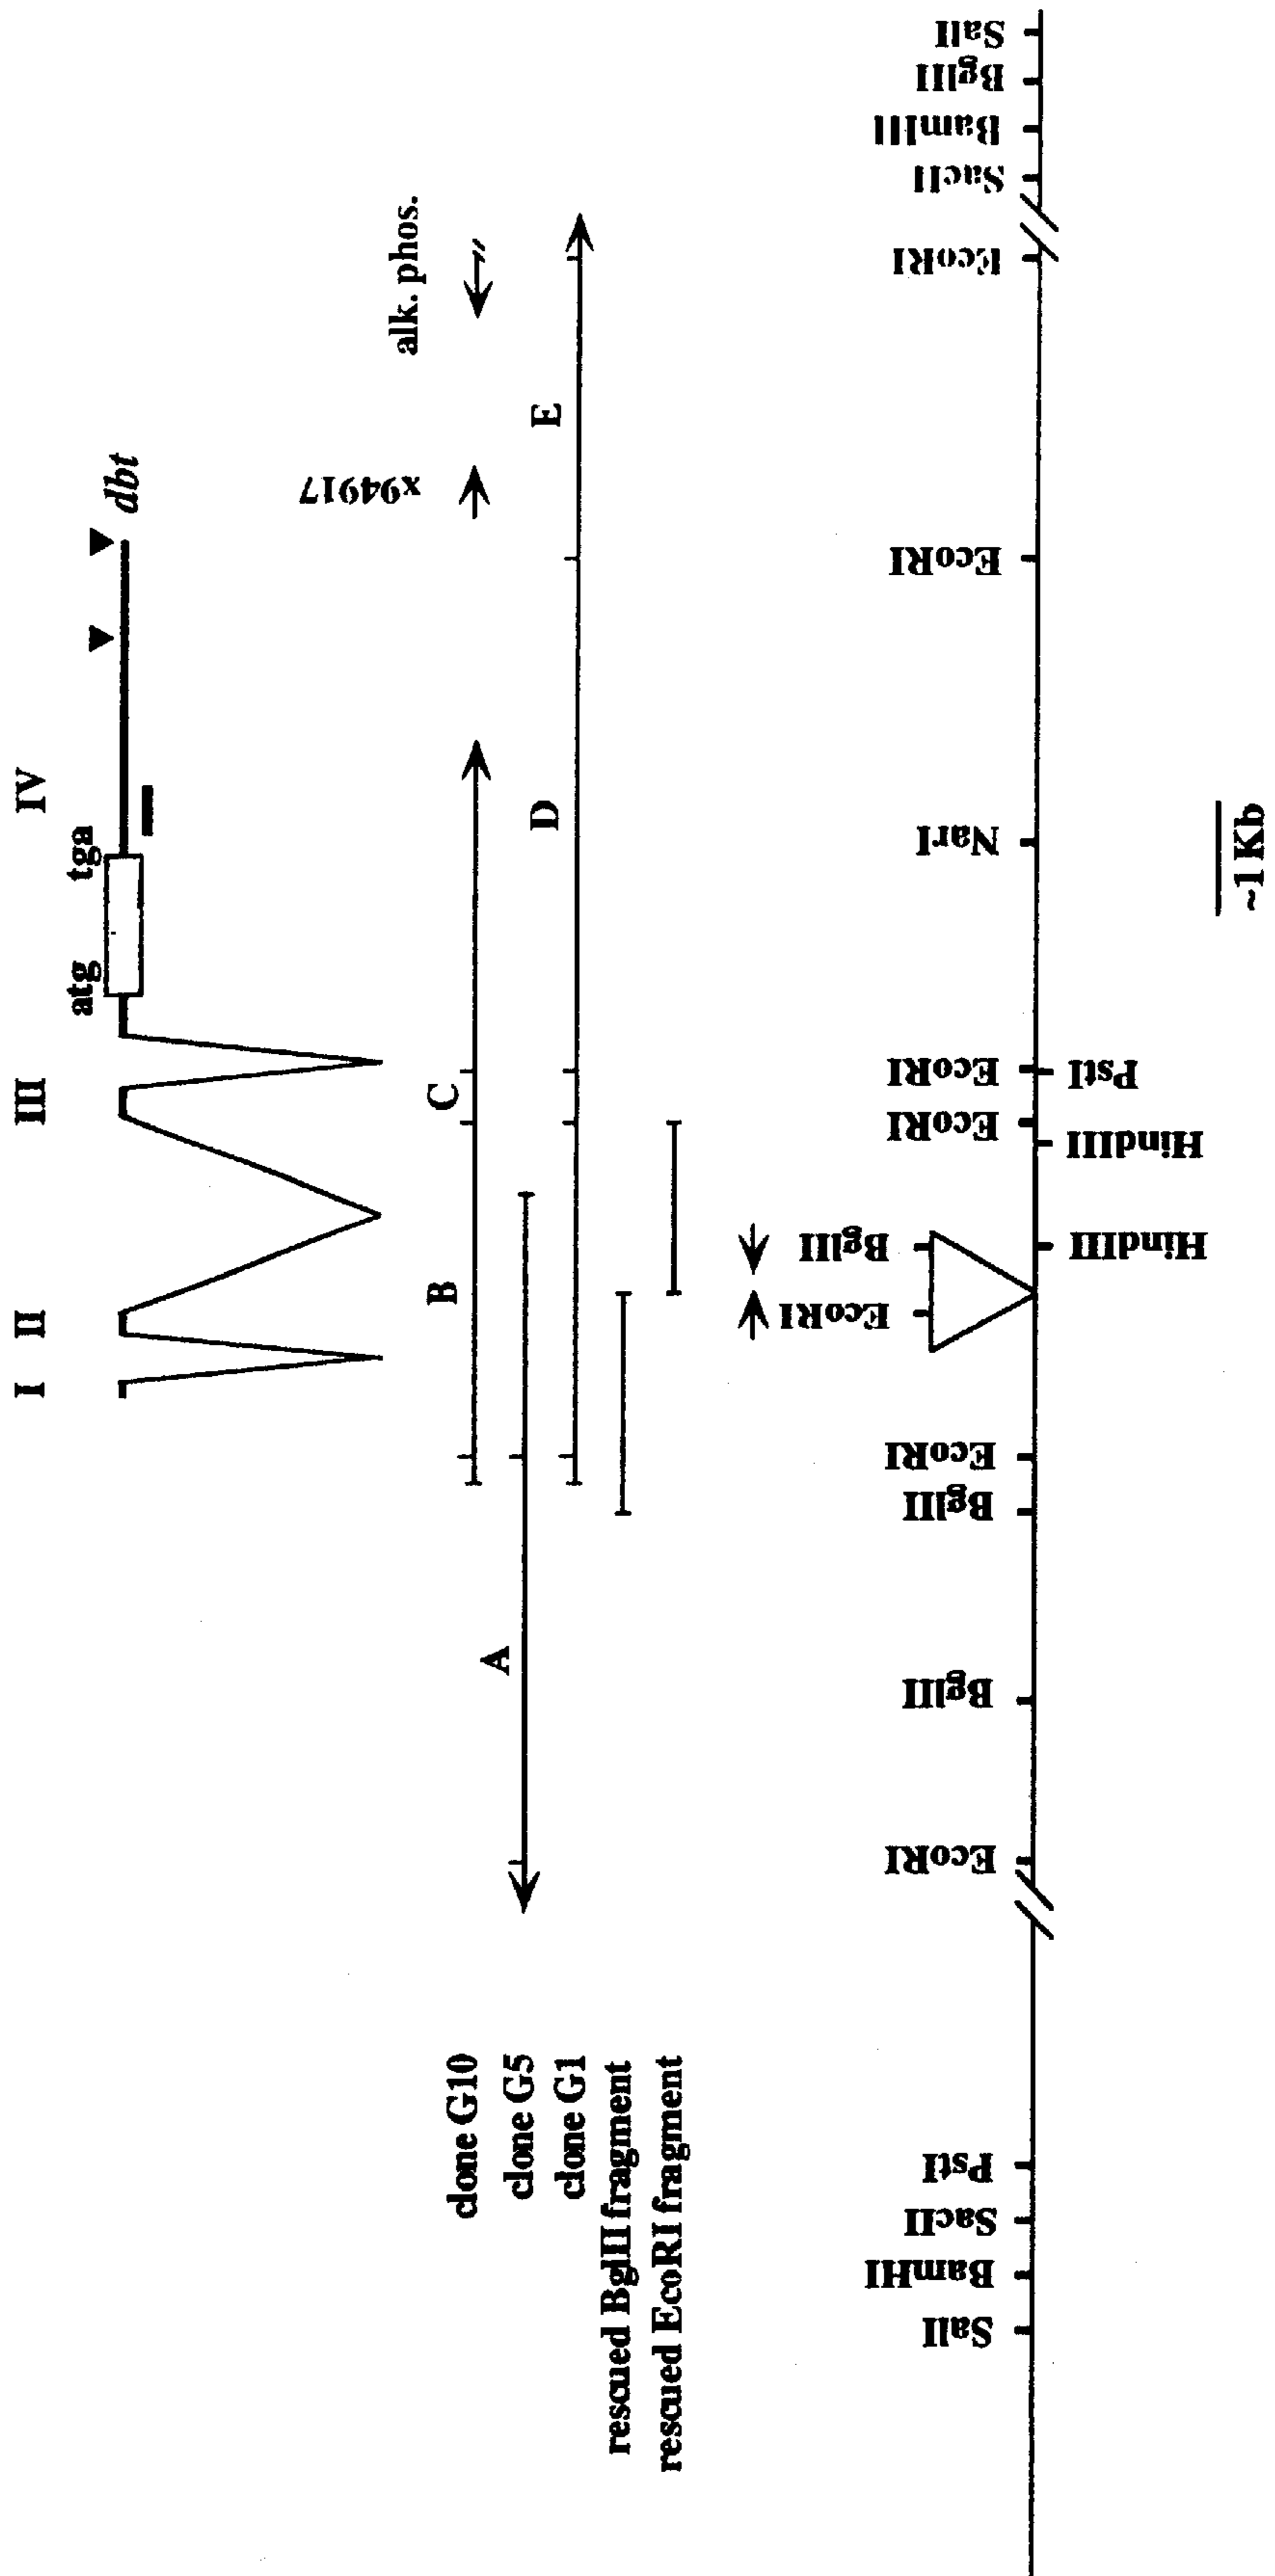 I II III IV
atg tga
dbt
x94917
alk. phos.
B C
clone G10
A
clone G5
D E
clone G1
rescued BglII fragment
rescued EcoRI fragment
EcoRI BglII
SalI BamHI SacII PstI EcoRI BglII BglII EcoRI EcoRI EcoRI NarI EcoRI EcoRI SacII BamHI BglII SalI
HindIII HindIII PstI
~1 Kb